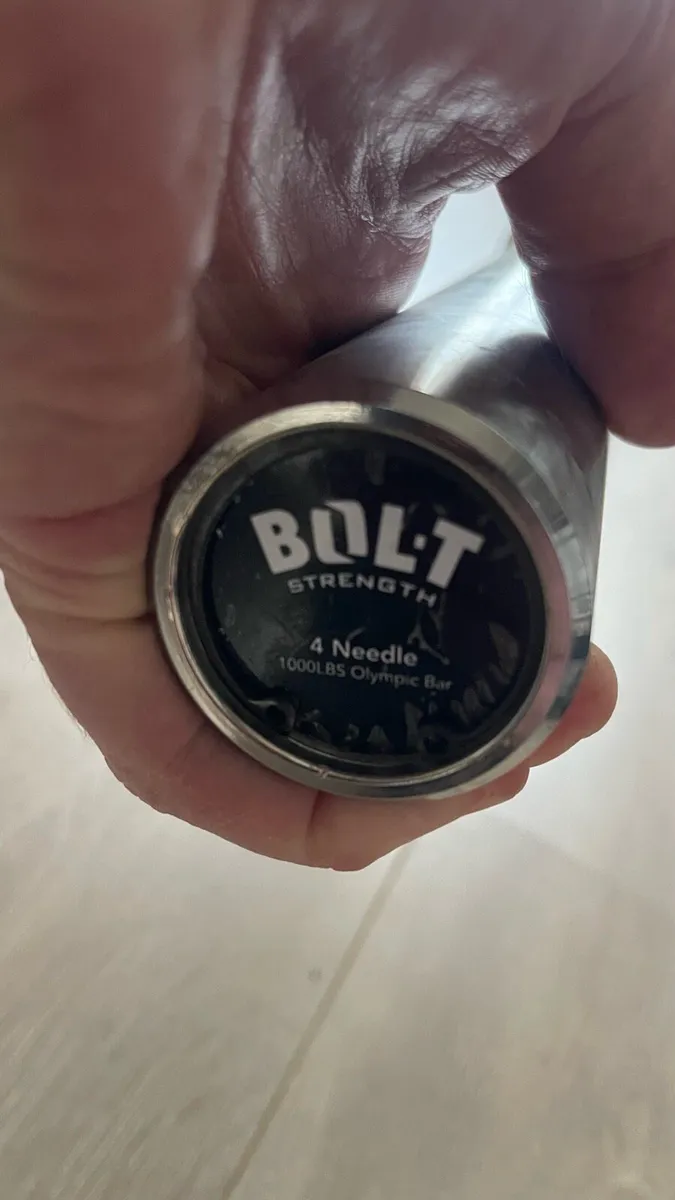 BOLT
STRENGTH
4 Needle
1000LBS Olympic Bar